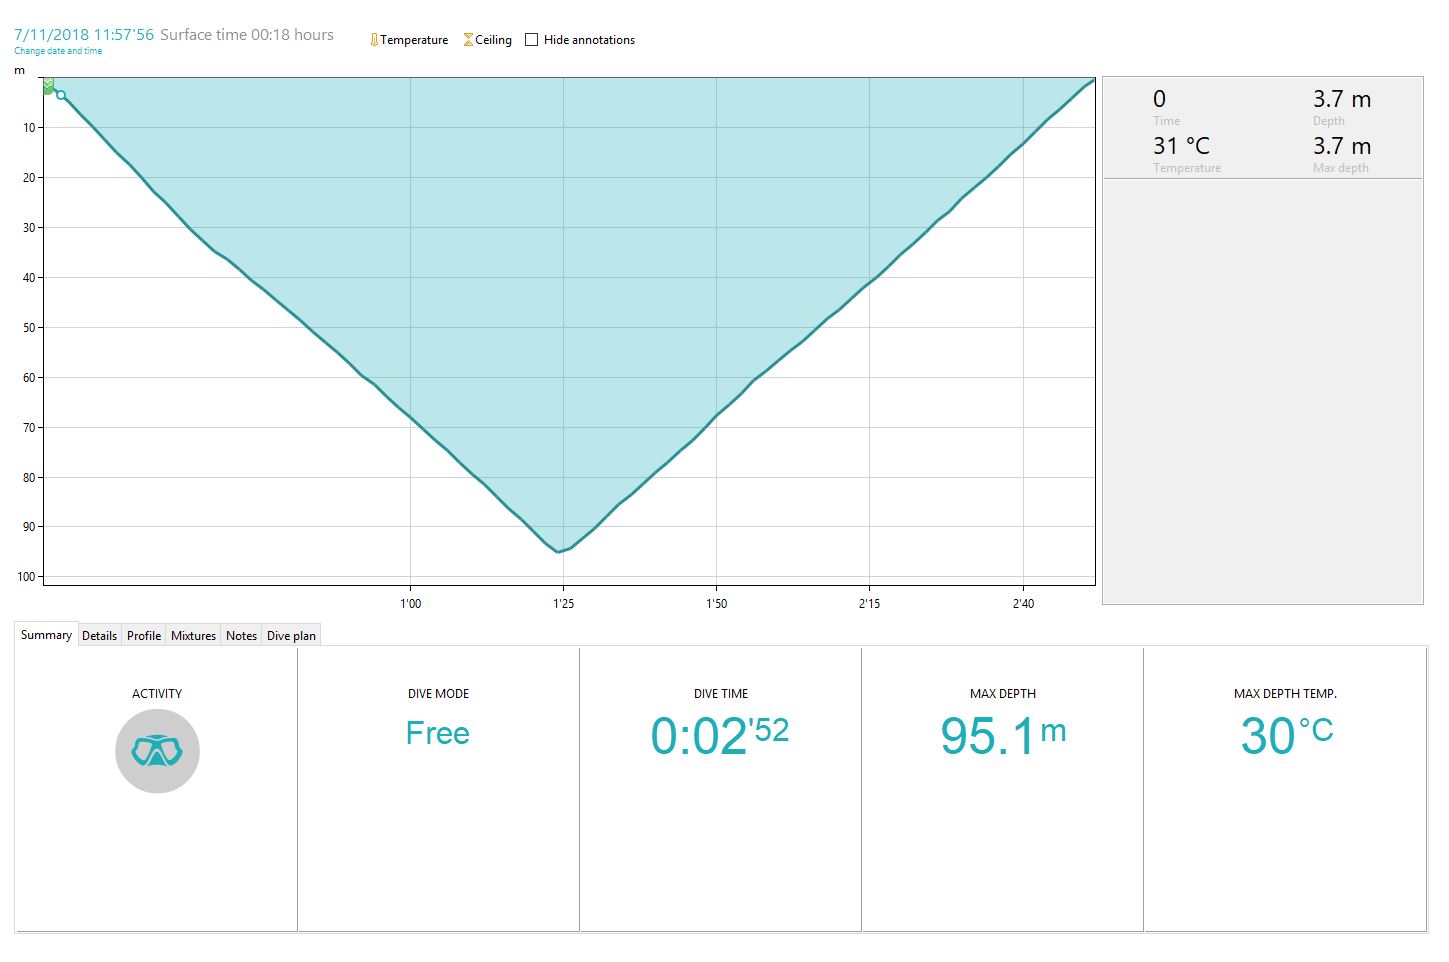 7/11/2018 11:57'56 Surface time 00:18 hours
Change date and time
Temperature Ceiling Hide annotations
m
10
20
30
40
50
60
70
80
90
100
1'00 1'25 1'50 2'15 2'40
0 3.7 m
Time Depth
31 °C 3.7 m
Temperature Max depth
Summary Details Profile Mixtures Notes Dive plan
ACTIVITY DIVE MODE DIVE TIME MAX DEPTH MAX DEPTH TEMP.
Free 0:02'52 95.1 m 30 °C